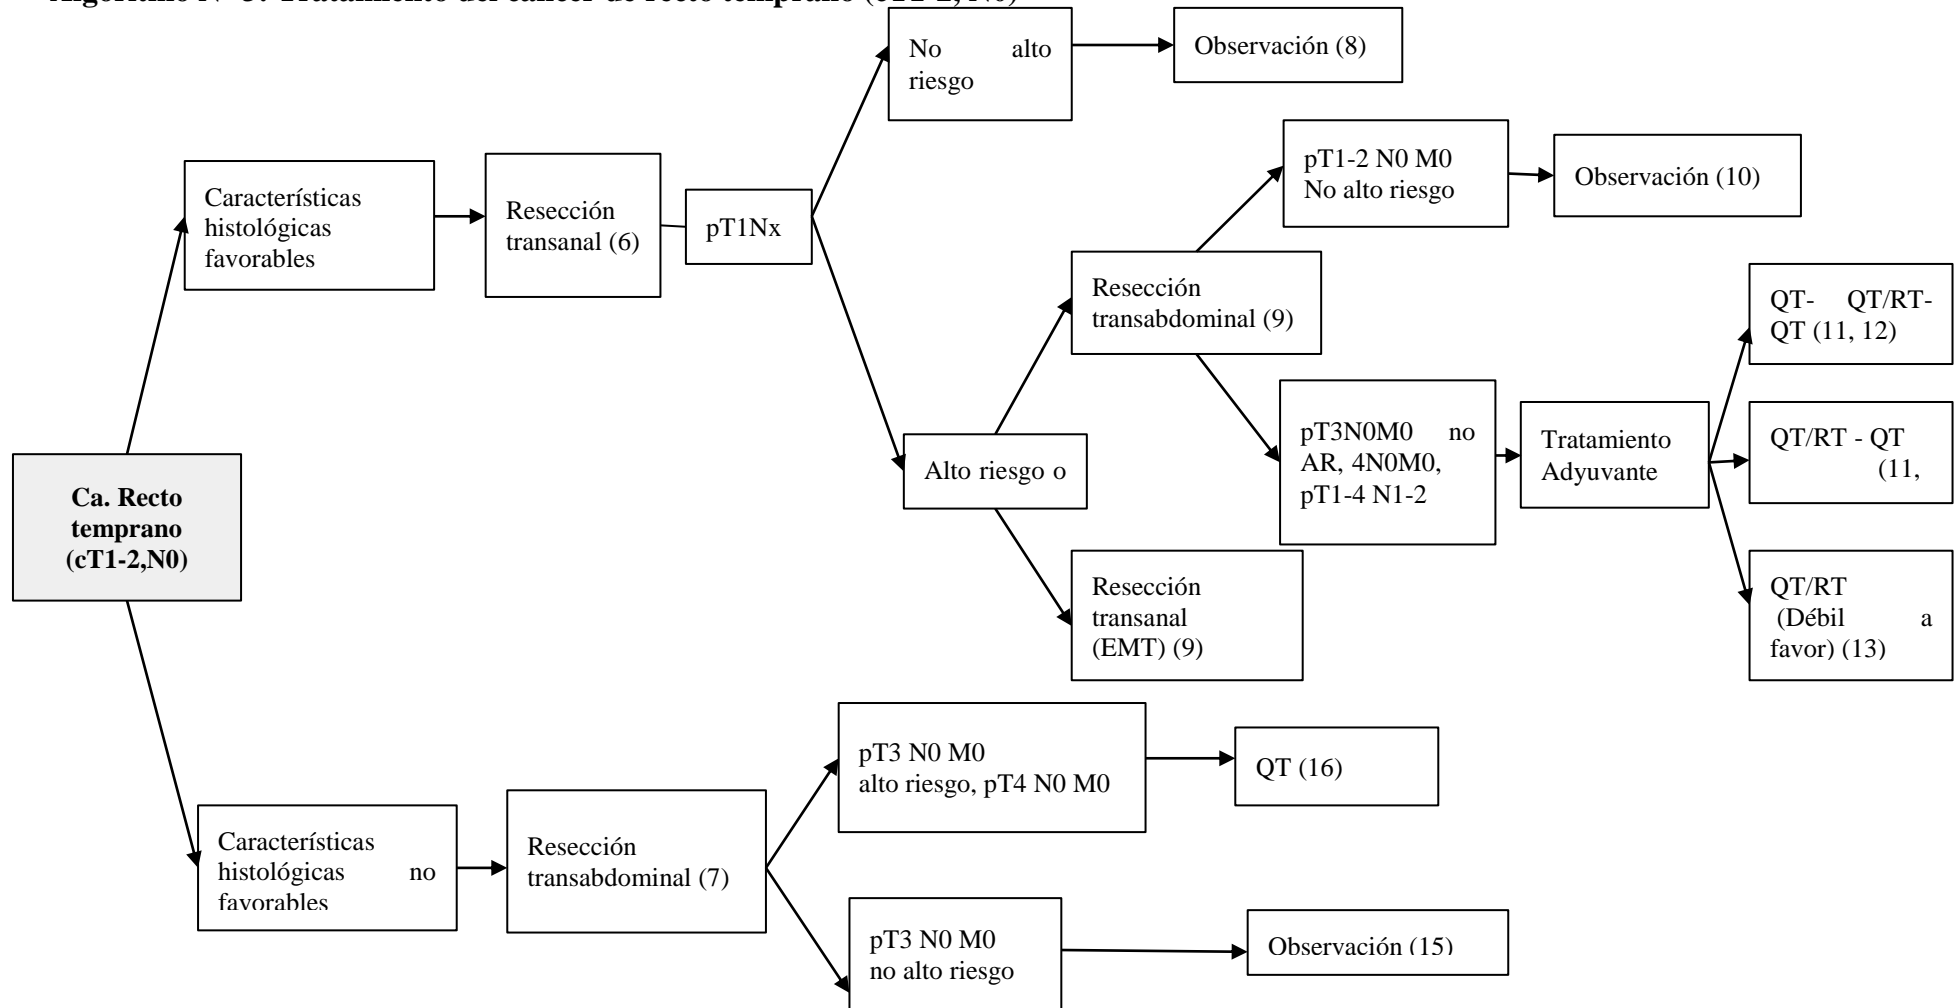 No alto
riesgo
Observación (8)
pT1-2 N0 M0
No alto riesgo
Observación (10)
Características
histológicas
favorables
Resección
transanal (6)
pT1Nx
Resección
transabdominal (9)
QT- QT/RT-
QT (11, 12)
pT3N0M0 no
AR, 4N0M0,
pT1-4 N1-2
Tratamiento
Adyuvante
QT/RT - QT
(11,
Alto riesgo o
Ca. Recto
temprano
(cT1-2,N0)
Resección
transanal
(EMT) (9)
QT/RT
(Débil a
favor) (13)
pT3 N0 M0
alto riesgo, pT4 N0 M0
QT (16)
Características
histológicas no
favorables
Resección
transabdominal (7)
pT3 N0 M0
no alto riesgo
Observación (15)